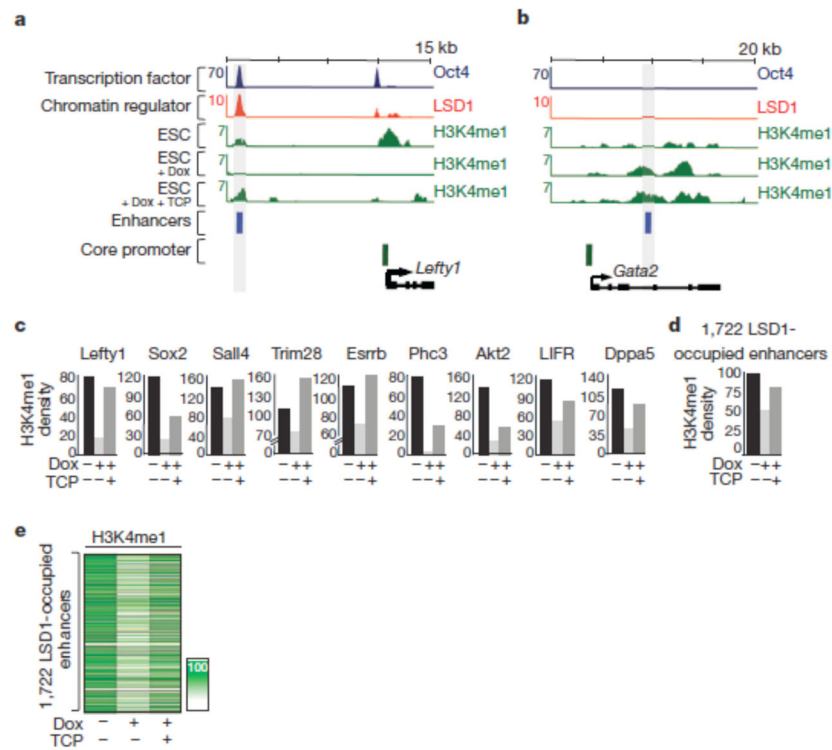 a
15 kb
Transcription factor
70
Oct4
Chromatin regulator
10
LSD1
ESC
7
H3K4me1
ESC
+ Dox
7
H3K4me1
ESC
+ Dox + TCP
7
H3K4me1
Enhancers
Core promoter
Lefty1
b
20 kb
70
Oct4
10
LSD1
7
H3K4me1
7
H3K4me1
7
H3K4me1
Gata2
c
H3K4me1
density
Lefty1
80
60
40
20
0
Sox2
120
90
60
30
0
Sall4
200
160
120
80
40
0
Trim28
160
130
100
70
0
Esrrb
120
100
80
60
0
Phc3
80
60
40
20
0
Akt2
160
120
80
40
0
LIFR
120
90
60
30
0
Dppa5
140
105
70
35
0
Dox − + + − + + − + + − + + − + + − + + − + + − + + − + +
TCP − − + − − + − − + − − + − − + − − + − − + − − + − − +
d
1,722 LSD1-
occupied enhancers
H3K4me1
density
100
75
50
25
0
Dox − + +
TCP − − +
e
H3K4me1
1,722 LSD1-occupied
enhancers
100
Dox − + +
TCP − − +